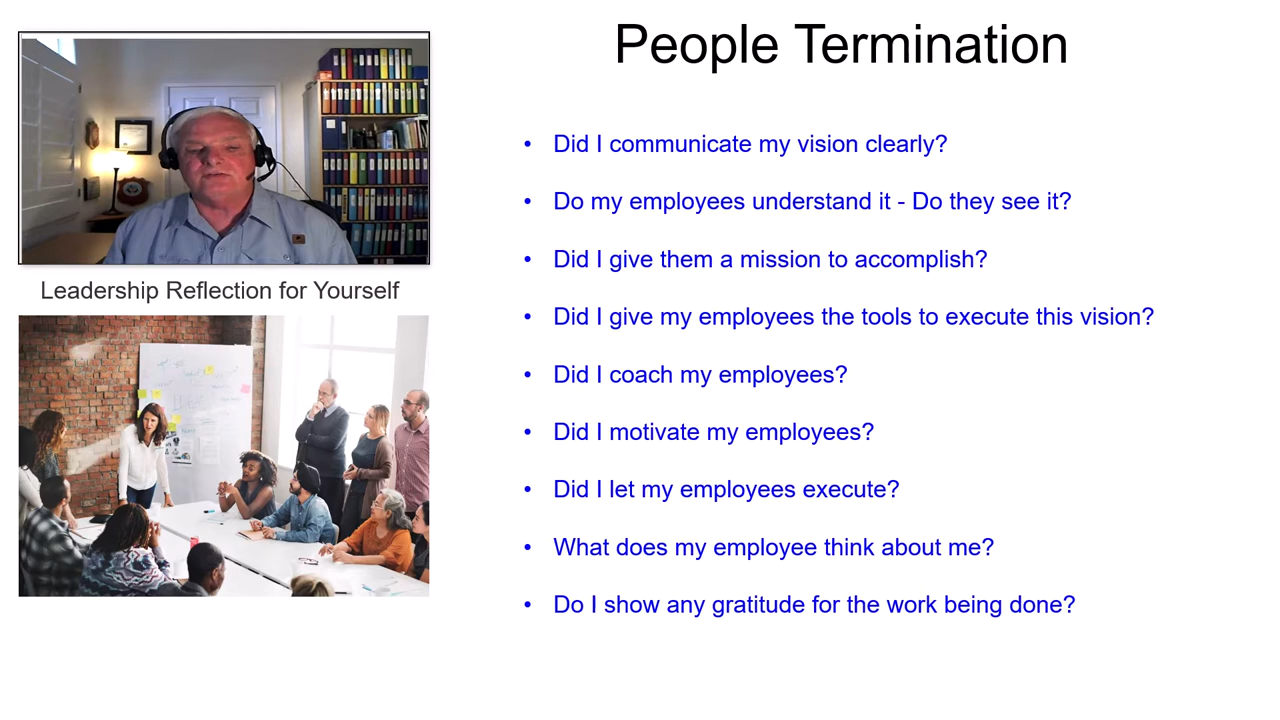 People Termination
Leadership Reflection for Yourself
• Did I communicate my vision clearly?
• Do my employees understand it - Do they see it?
• Did I give them a mission to accomplish?
• Did I give my employees the tools to execute this vision?
• Did I coach my employees?
• Did I motivate my employees?
• Did I let my employees execute?
• What does my employee think about me?
• Do I show any gratitude for the work being done?